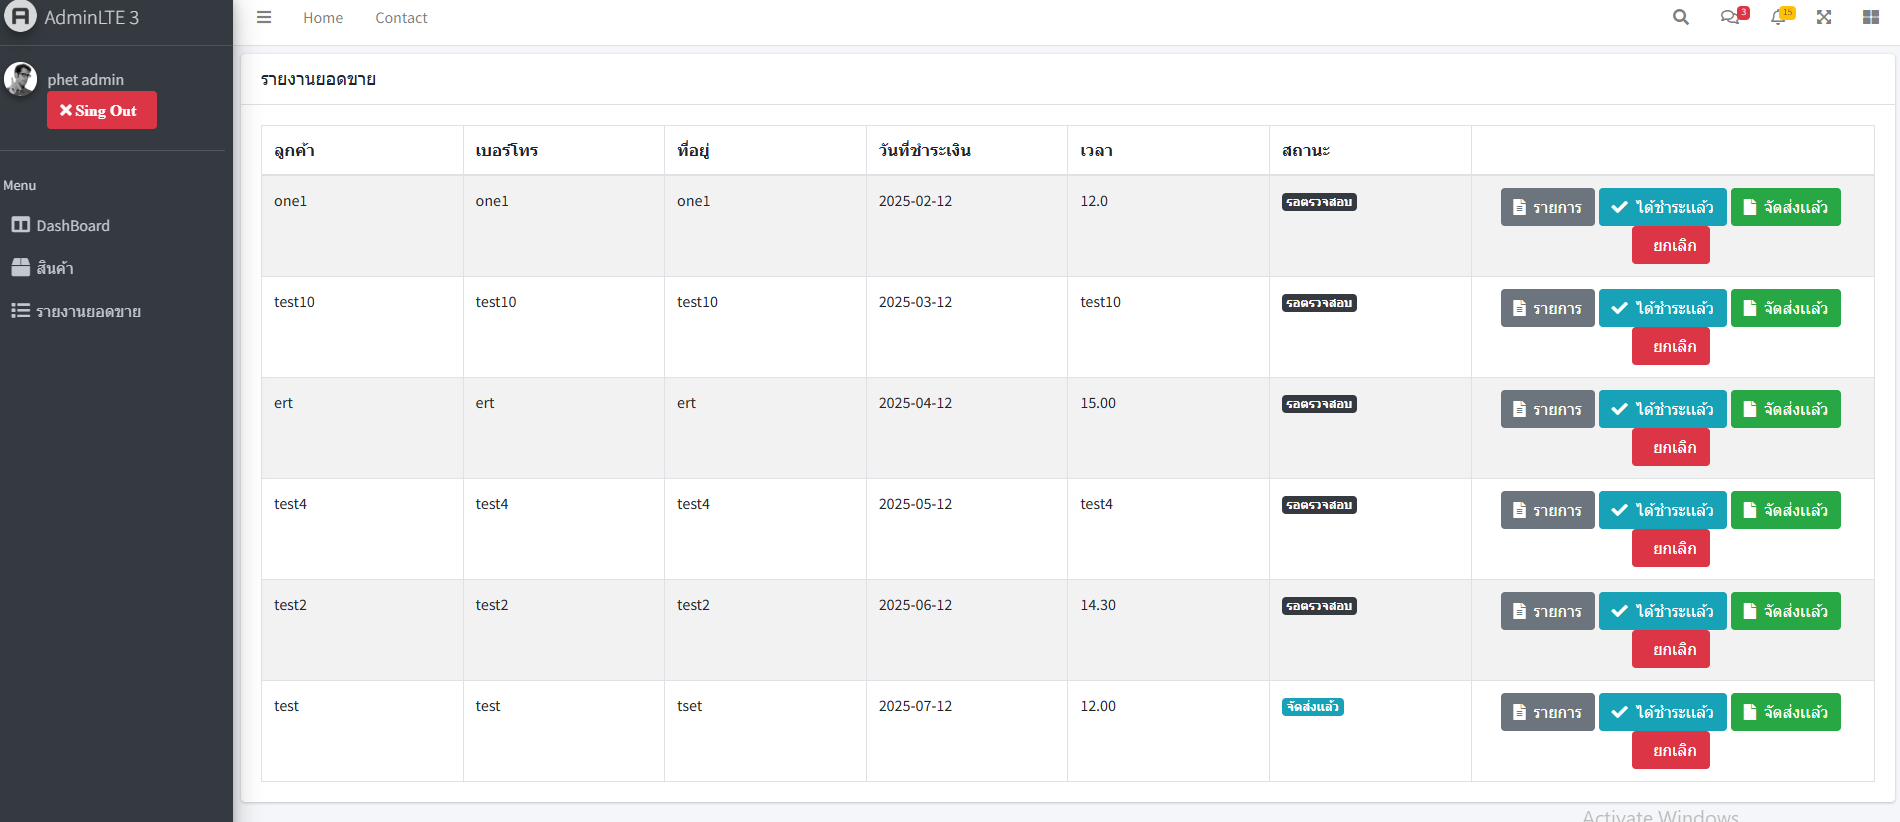 AdminLTE 3
Home Contact
3
15
phet admin
Sing Out
Menu
DashBoard
สินค้า
รายงานยอดขาย
รายงานยอดขาย
ลูกค้า เบอร์โทร ที่อยู่ วันที่ชำระเงิน เวลา สถานะ
one1 one1 one1 2025-02-12 12.0 รอตรวจสอบ รายการ ได้ชำระแล้ว จัดส่งแล้ว
ยกเลิก
test10 test10 test10 2025-03-12 test10 รอตรวจสอบ รายการ ได้ชำระแล้ว จัดส่งแล้ว
ยกเลิก
ert ert ert 2025-04-12 15.00 รอตรวจสอบ รายการ ได้ชำระแล้ว จัดส่งแล้ว
ยกเลิก
test4 test4 test4 2025-05-12 test4 รอตรวจสอบ รายการ ได้ชำระแล้ว จัดส่งแล้ว
ยกเลิก
test2 test2 test2 2025-06-12 14.30 รอตรวจสอบ รายการ ได้ชำระแล้ว จัดส่งแล้ว
ยกเลิก
test test tset 2025-07-12 12.00 จัดส่งแล้ว รายการ ได้ชำระแล้ว จัดส่งแล้ว
ยกเลิก
Activate Windows